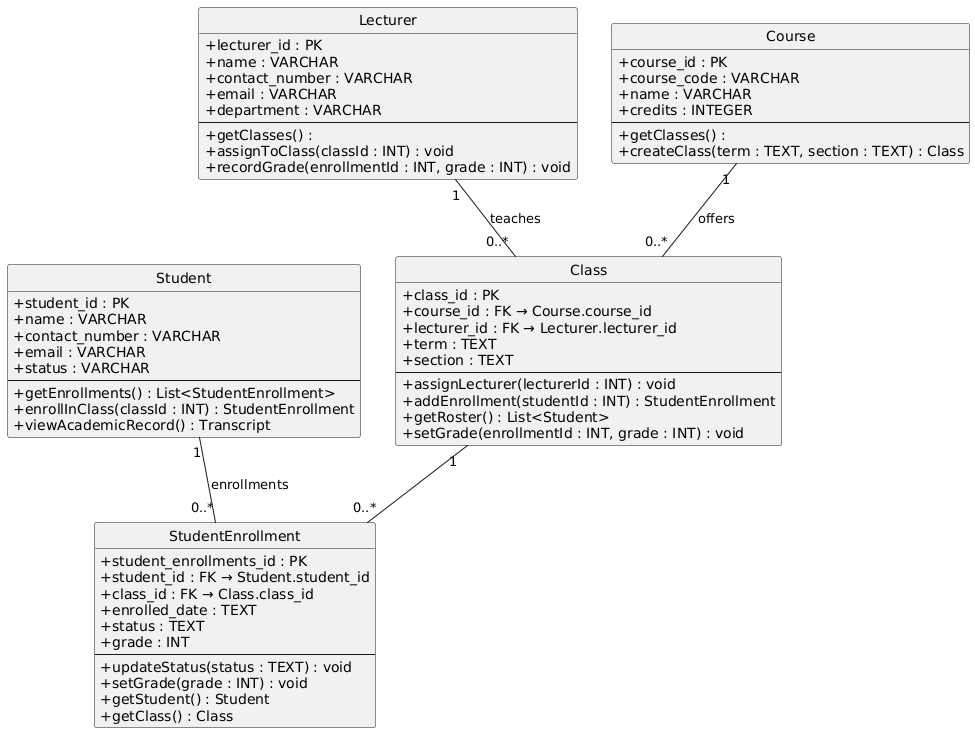 Lecturer
+lecturer_id : PK
+name : VARCHAR
+contact_number : VARCHAR
+email : VARCHAR
+department : VARCHAR
+getClasses() :
+assignToClass(classId : INT) : void
+recordGrade(enrollmentId : INT, grade : INT) : void
Course
+course_id : PK
+course_code : VARCHAR
+name : VARCHAR
+credits : INTEGER
+getClasses() :
+createClass(term : TEXT, section : TEXT) : Class
1
teaches
0..*
1
offers
0..*
Student
+student_id : PK
+name : VARCHAR
+contact_number : VARCHAR
+email : VARCHAR
+status : VARCHAR
+getEnrollments() : List<StudentEnrollment>
+enrollInClass(classId : INT) : StudentEnrollment
+viewAcademicRecord() : Transcript
Class
+class_id : PK
+course_id : FK → Course.course_id
+lecturer_id : FK → Lecturer.lecturer_id
+term : TEXT
+section : TEXT
+assignLecturer(lecturerId : INT) : void
+addEnrollment(studentId : INT) : StudentEnrollment
+getRoster() : List<Student>
+setGrade(enrollmentId : INT, grade : INT) : void
1
enrollments
0..*
1
0..*
StudentEnrollment
+student_enrollments_id : PK
+student_id : FK → Student.student_id
+class_id : FK → Class.class_id
+enrolled_date : TEXT
+status : TEXT
+grade : INT
+updateStatus(status : TEXT) : void
+setGrade(grade : INT) : void
+getStudent() : Student
+getClass() : Class